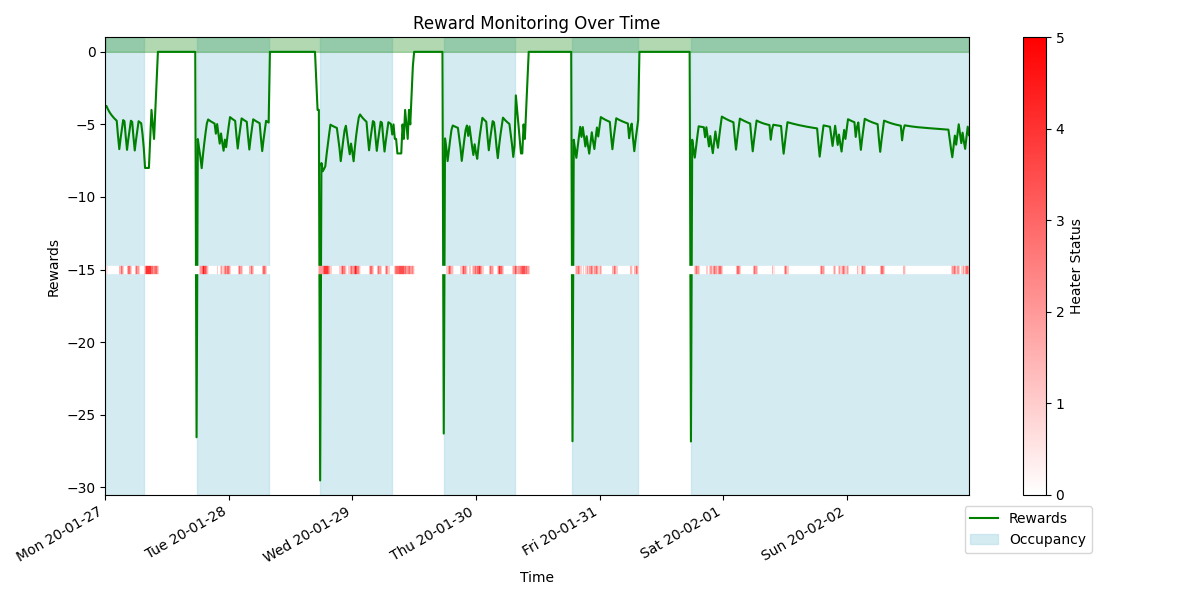 Reward Monitoring Over Time
0
−5
−10
−15
−20
−25
−30
Rewards
Mon 20-01-27
Tue 20-01-28
Wed 20-01-29
Thu 20-01-30
Fri 20-01-31
Sat 20-02-01
Sun 20-02-02
Time
5
4
3
2
1
0
Heater Status
Rewards
Occupancy